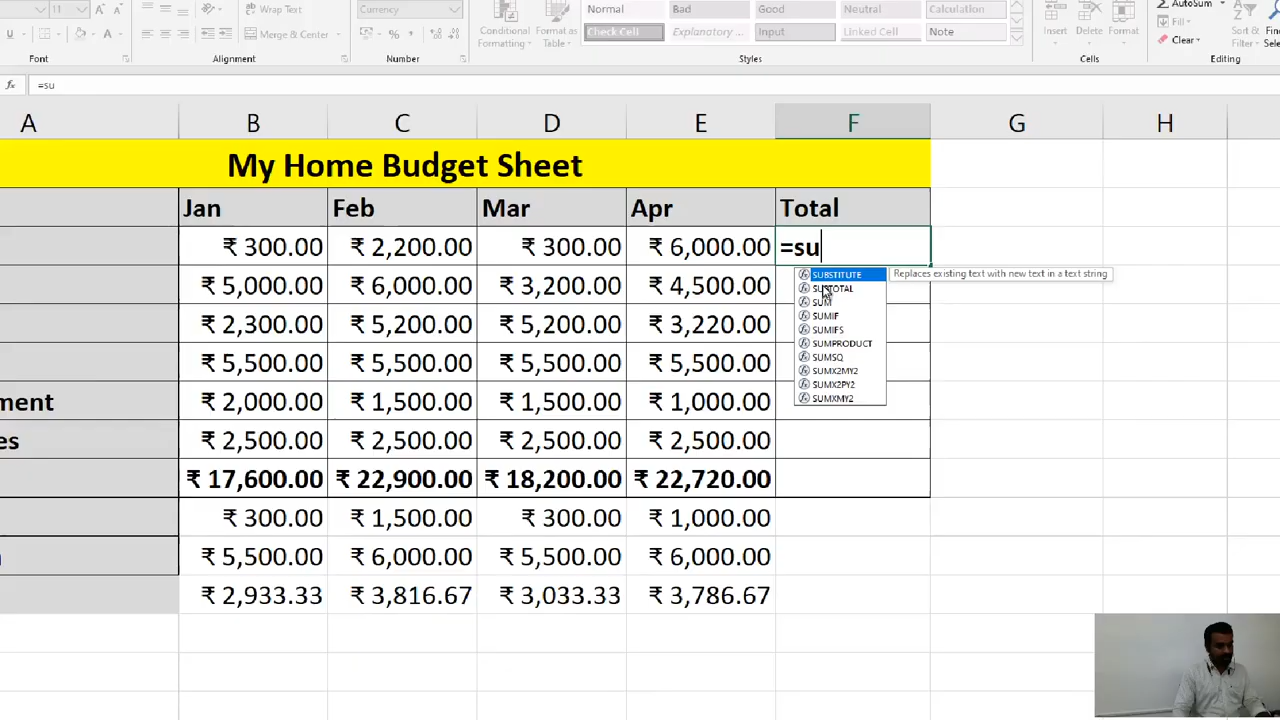 11
Wrap Text
Currency
Normal
Bad
Good
Neutral
Calculation
AutoSum
Merge & Center
%
Conditional Formatting
Format as Table
Check Cell
Explanatory ...
Input
Linked Cell
Note
Insert
Delete
Format
Fill
Clear
Sort & Filter
Font
Alignment
Number
Styles
Cells
Editing
fx =su
A B C D E F G H
My Home Budget Sheet
Jan Feb Mar Apr Total
₹ 300.00 ₹ 2,200.00 ₹ 300.00 ₹ 6,000.00 =su
SUBSTITUTE Replaces existing text with new text in a text string
SUM
SUMIF
SUMIFS
SUMPRODUCT
SUMSQ
SUMX2MY2
SUMX2PY2
SUMXMY2
₹ 5,000.00 ₹ 6,000.00 ₹ 3,200.00 ₹ 4,500.00
₹ 2,300.00 ₹ 5,200.00 ₹ 5,200.00 ₹ 3,220.00
₹ 5,500.00 ₹ 5,500.00 ₹ 5,500.00 ₹ 5,500.00
ment ₹ 2,000.00 ₹ 1,500.00 ₹ 1,500.00 ₹ 1,000.00
es ₹ 2,500.00 ₹ 2,500.00 ₹ 2,500.00 ₹ 2,500.00
₹ 17,600.00 ₹ 22,900.00 ₹ 18,200.00 ₹ 22,720.00
₹ 300.00 ₹ 1,500.00 ₹ 300.00 ₹ 1,000.00
₹ 5,500.00 ₹ 6,000.00 ₹ 5,500.00 ₹ 6,000.00
₹ 2,933.33 ₹ 3,816.67 ₹ 3,033.33 ₹ 3,786.67